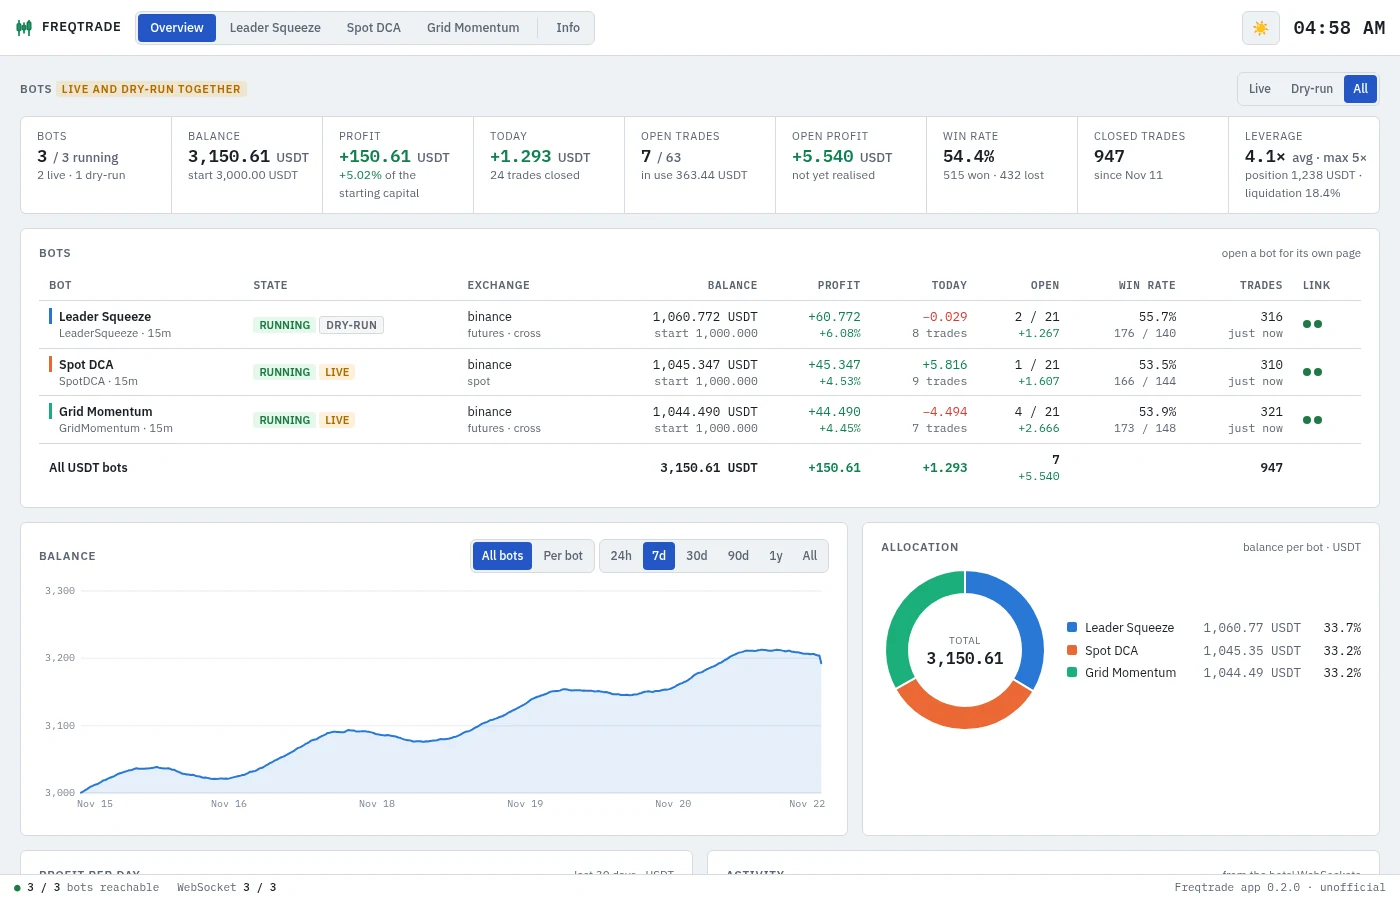 FREQTRADE Overview Leader Squeeze Spot DCA Grid Momentum Info 04:58 AM
BOTS LIVE AND DRY-RUN TOGETHER Live Dry-run All
BOTS BALANCE PROFIT TODAY OPEN TRADES OPEN PROFIT WIN RATE CLOSED TRADES LEVERAGE
3 / 3 running 3,150.61 USDT +150.61 USDT +1.293 USDT 7 / 63 +5.540 USDT 54.4% 947 4.1× avg · max 5×
2 live · 1 dry-run start 3,000.00 USDT +5.02% of the 24 trades closed in use 363.44 USDT not yet realised 515 won · 432 lost since Nov 11 position 1,238 USDT ·
starting capital liquidation 18.4%
BOTS open a bot for its own page
BOT STATE EXCHANGE BALANCE PROFIT TODAY OPEN WIN RATE TRADES LINK
Leader Squeeze RUNNING DRY-RUN binance 1,060.772 USDT +60.772 −0.029 2 / 21 55.7% 316
LeaderSqueeze · 15m futures · cross start 1,000.000 +6.08% 8 trades +1.267 176 / 140 just now
Spot DCA RUNNING LIVE binance 1,045.347 USDT +45.347 +5.816 1 / 21 53.5% 310
SpotDCA · 15m spot start 1,000.000 +4.53% 9 trades +1.607 166 / 144 just now
Grid Momentum RUNNING LIVE binance 1,044.490 USDT +44.490 −4.494 4 / 21 53.9% 321
GridMomentum · 15m futures · cross start 1,000.000 +4.45% 7 trades +2.666 173 / 148 just now
All USDT bots 3,150.61 USDT +150.61 +1.293 7 947
+5.540
BALANCE All bots Per bot 24h 7d 30d 90d 1y All
3,300
3,200
3,100
3,000
Nov 15 Nov 16 Nov 18 Nov 19 Nov 20 Nov 22
ALLOCATION balance per bot · USDT
TOTAL
3,150.61
Leader Squeeze 1,060.77 USDT 33.7%
Spot DCA 1,045.35 USDT 33.2%
Grid Momentum 1,044.49 USDT 33.2%
PROFIT PER DAY last 30 days · USDT ACTIVITY from the bots' WebSockets
3 / 3 bots reachable WebSocket 3 / 3 Freqtrade app 0.2.0 · unofficial